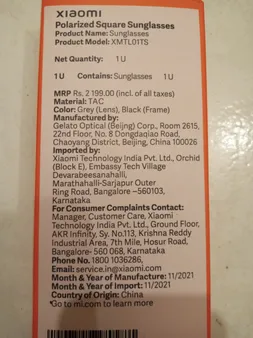 xiaomi
Polarized Square Sunglasses
Product Name: Sunglasses
Product Model: XMTL01TS
Net Quantity: 1 U
1 U Contains: Sunglasses 1 U
MRP Rs. 2 199.00 (incl. of all taxes)
Material: TAC
Color: Grey (Lens), Black (Frame)
Manufactured by:
Gelato Optical (Beijng) Corp., Room 2615,
22nd Floor, No. 8 Dongdaqiao Road,
Chaoyang District, Beijing, China 100026
Imported by:
Xiaomi Technology India Pvt. Ltd., Orchid
(Block E), Embassy Tech Village
Devarabeesanahalli,
Marathahalli-Sarjapur Outer
Ring Road, Bangalore –560103,
Karnataka
For Consumer Complaints Contact:
Manager, Customer Care, Xiaomi
Technology India Pvt. Ltd., Ground Floor,
AKR Infinity, Sy. No.113, Krishna Reddy
Industrial Area, 7th Mile, Hosur Road,
Bangalore- 560 068, Karnataka
Phone No: 1800 1036286,
Email: service.in@xiaomi.com
Month & Year of Manufacture: 11/2021
Month & Year of Import: 11/2021
Country of Origin: China
Go to mi.com to learn more